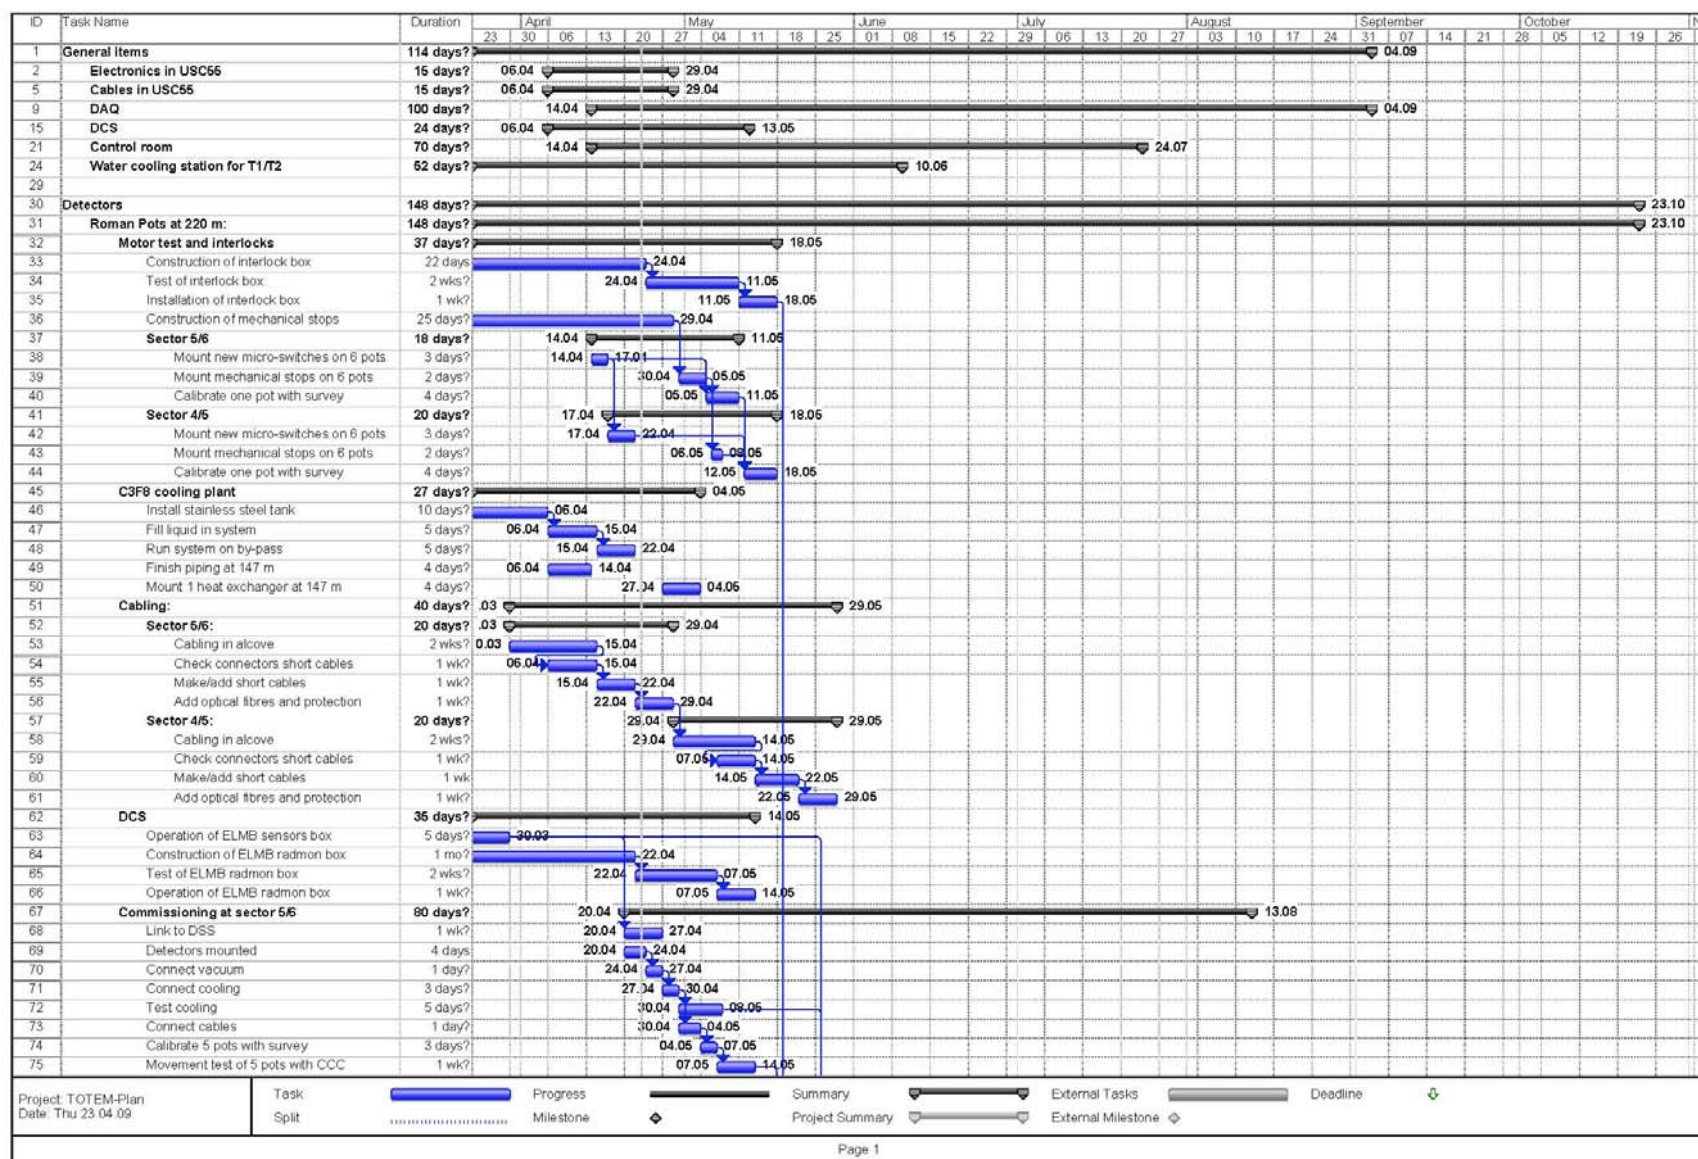 ID Task Name Duration April May June July August September October
23 30 06 13 20 27 04 11 18 25 01 08 15 22 29 06 13 20 27 03 10 17 24 31 07 14 21 28 05 12 19 26
1 General items 114 days? 04.09
2 Electronics in USC55 15 days? 06.04 29.04
5 Cables in USC55 15 days? 06.04 29.04
9 DAQ 100 days? 14.04 04.09
15 DCS 24 days? 06.04 13.05
21 Control room 70 days? 14.04 24.07
24 Water cooling station for T1/T2 52 days? 10.06
29
30 Detectors 148 days? 23.10
31 Roman Pots at 220 m: 148 days? 23.10
32 Motor test and interlocks 37 days? 18.05
33 Construction of interlock box 22 days 24.04
34 Test of interlock box 2 wks? 24.04 11.05
35 Installation of interlock box 1 wk? 11.05 18.05
36 Construction of mechanical stops 25 days? 29.04
37 Sector 5/6 18 days? 14.04 11.05
38 Mount new micro-switches on 6 pots 3 days? 14.04 17.04
39 Mount mechanical stops on 6 pots 2 days? 30.04 05.05
40 Calibrate one pot with survey 4 days? 05.05 11.05
41 Sector 4/5 20 days? 17.04 18.05
42 Mount new micro-switches on 6 pots 3 days? 17.04 22.04
43 Mount mechanical stops on 6 pots 2 days? 06.05 08.05
44 Calibrate one pot with survey 4 days? 12.05 18.05
45 C3F8 cooling plant 27 days? 04.05
46 Install stainless steel tank 10 days? 06.04
47 Fill liquid in system 5 days? 06.04 15.04
48 Run system on by-pass 5 days? 15.04 22.04
49 Finish piping at 147 m 4 days? 06.04 14.04
50 Mount 1 heat exchanger at 147 m 4 days? 27.04 04.05
51 Cabling: 40 days? .03 29.05
52 Sector 5/6: 20 days? .03 29.04
53 Cabling in alcove 2 wks? 0.03 15.04
54 Check connectors short cables 1 wk? 06.04 15.04
55 Make/add short cables 1 wk? 15.04 22.04
56 Add optical fibres and protection 1 wk? 22.04 29.04
57 Sector 4/5: 20 days? 29.04 29.05
58 Cabling in alcove 2 wks? 29.04 14.05
59 Check connectors short cables 1 wk? 07.05 14.05
60 Make/add short cables 1 wk 14.05 22.05
61 Add optical fibres and protection 1 wk? 22.05 29.05
62 DCS 35 days? 14.05
63 Operation of ELMB sensors box 5 days? 30.03
64 Construction of ELMB radmon box 1 mo? 22.04
65 Test of ELMB radmon box 2 wks? 22.04 07.05
66 Operation of ELMB radmon box 1 wk? 07.05 14.05
67 Commissioning at sector 5/6 80 days? 20.04 13.08
68 Link to DSS 1 wk? 20.04 27.04
69 Detectors mounted 4 days 20.04 24.04
70 Connect vacuum 1 day? 24.04 27.04
71 Connect cooling 3 days? 27.04 30.04
72 Test cooling 5 days? 30.04 08.05
73 Connect cables 1 day? 30.04 04.05
74 Calibrate 5 pots with survey 3 days? 04.05 07.05
75 Movement test of 5 pots with CCC 1 wk? 07.05 14.05
Project: TOTEM-Plan
Date: Thu 23.04.09
Task Progress Summary External Tasks Deadline
Split Milestone Project Summary External Milestone
Page 1